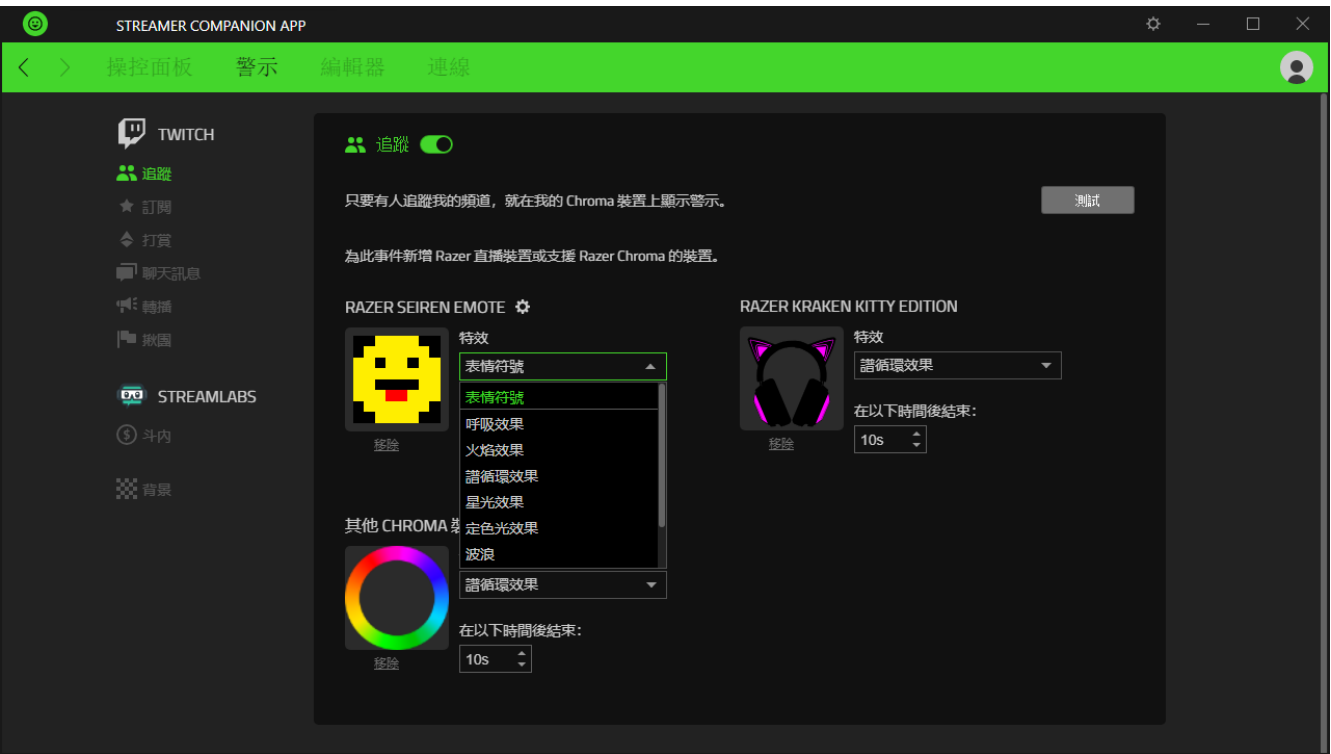 STREAMER COMPANION APP
操控面板 警示 編輯器 連線
TWITCH
追蹤
訂閱
打賞
聊天訊息
轉播
揪團
STREAMLABS
斗內
背景
追蹤
只要有人追蹤我的頻道，就在我的 Chroma 裝置上顯示警示。
測試
為此事件新增 Razer 直播裝置或支援 Razer Chroma 的裝置。
RAZER SEIREN EMOTE
特效
表情符號
表情符號
呼吸效果
火焰效果
譜循環效果
星光效果
定色光效果
波浪
移除
RAZER KRAKEN KITTY EDITION
特效
譜循環效果
在以下時間後結束：
10s
移除
其他 CHROMA
譜循環效果
在以下時間後結束：
10s
移除